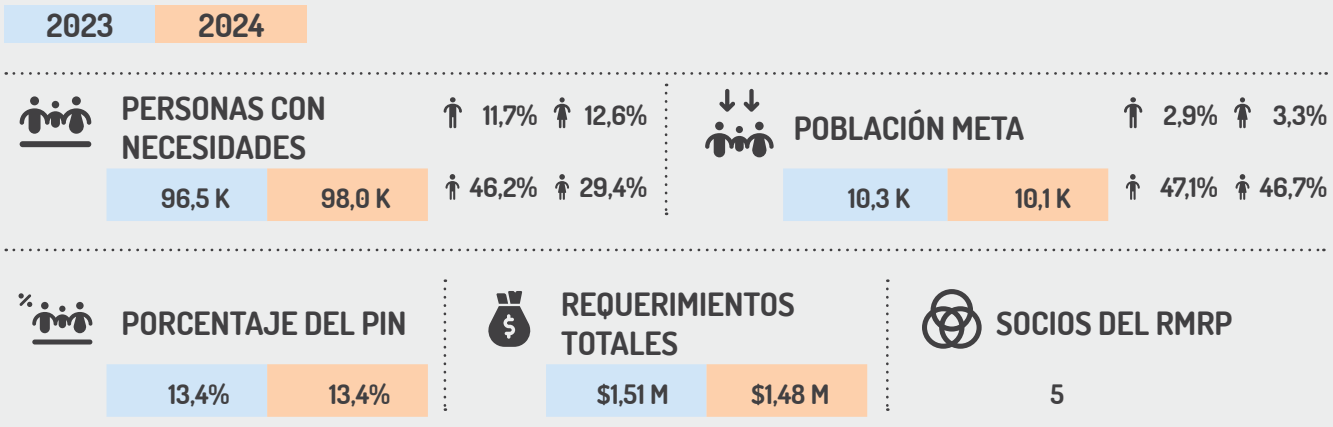 2023 2024
PERSONAS CON
NECESIDADES
11,7% 12,6%
96,5 K 98,0 K
46,2% 29,4%
POBLACIÓN META
2,9% 3,3%
10,3 K 10,1 K
47,1% 46,7%
%
PORCENTAJE DEL PIN
13,4% 13,4%
$
REQUERIMIENTOS
TOTALES
$1,51 M $1,48 M
SOCIOS DEL RMRP
5